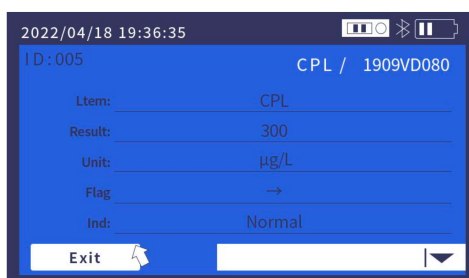 2022/04/18 19:36:35
ID:005
CPL / 1909VD080
Ltem: CPL
Result: 300
Unit: μg/L
Flag →
Ind: Normal
Exit